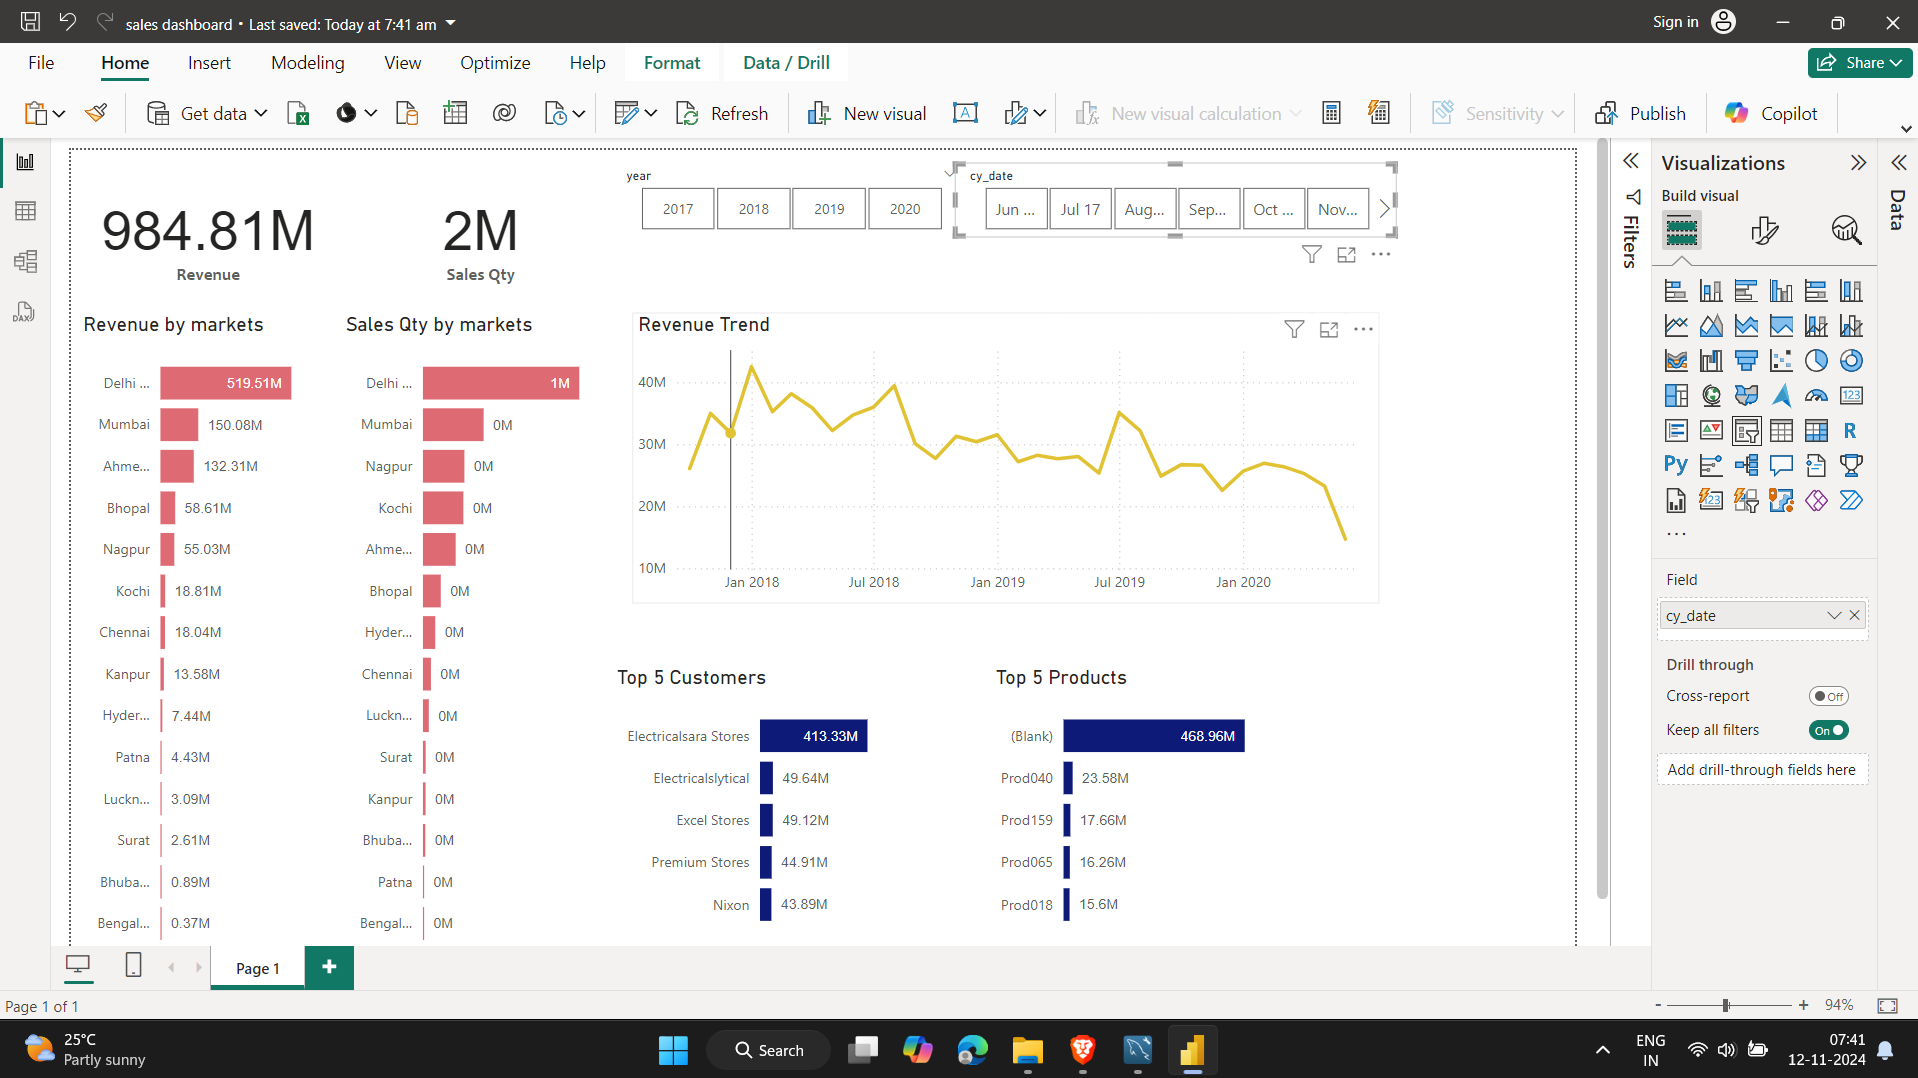 sales dashboard • Last saved: Today at 7:41 am
Sign in
File Home Insert Modeling View Optimize Help Format Data / Drill
Share
Get data
Refresh
New visual
New visual calculation
Sensitivity
Publish
Copilot
year
2017 2018 2019 2020
cy_date
Jun ... Jul 17 Aug... Sep... Oct ... Nov...
984.81M
Revenue
2M
Sales Qty
Revenue by markets
Delhi ... 519.51M
Mumbai 150.08M
Ahme... 132.31M
Bhopal 58.61M
Nagpur 55.03M
Kochi 18.81M
Chennai 18.04M
Kanpur 13.58M
Hyder... 7.44M
Patna 4.43M
Luckn... 3.09M
Surat 2.61M
Bhuba... 0.89M
Bengal... 0.37M
Sales Qty by markets
Delhi ... 1M
Mumbai 0M
Nagpur 0M
Kochi 0M
Ahme... 0M
Bhopal 0M
Hyder... 0M
Chennai 0M
Luckn... 0M
Surat 0M
Kanpur 0M
Bhuba... 0M
Patna 0M
Bengal... 0M
Revenue Trend
40M
30M
20M
10M
Jan 2018 Jul 2018 Jan 2019 Jul 2019 Jan 2020
Top 5 Customers
Electricalsara Stores 413.33M
Electricalslytical 49.64M
Excel Stores 49.12M
Premium Stores 44.91M
Nixon 43.89M
Top 5 Products
(Blank) 468.96M
Prod040 23.58M
Prod159 17.66M
Prod065 16.26M
Prod018 15.6M
Filters
Visualizations
Build visual
123
R
Py
123
...
Field
cy_date
Drill through
Cross-report Off
Keep all filters On
Add drill-through fields here
Data
DAX
Page 1
Page 1 of 1
- + 94%
25°C
Partly sunny
Search
ENG
IN
07:41
12-11-2024